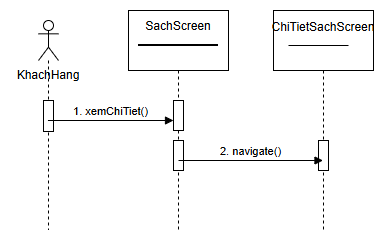 SachScreen
ChiTietSachScreen
KhachHang
1. xemChiTiet()
2. navigate()